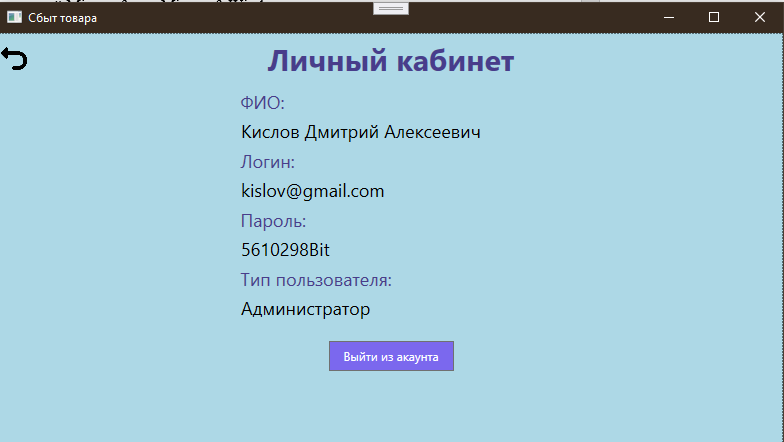 Сбыт товара
Личный кабинет
ФИО:
Кислов Дмитрий Алексеевич
Логин:
kislov@gmail.com
Пароль:
5610298Bit
Тип пользователя:
Администратор
Выйти из акаунта